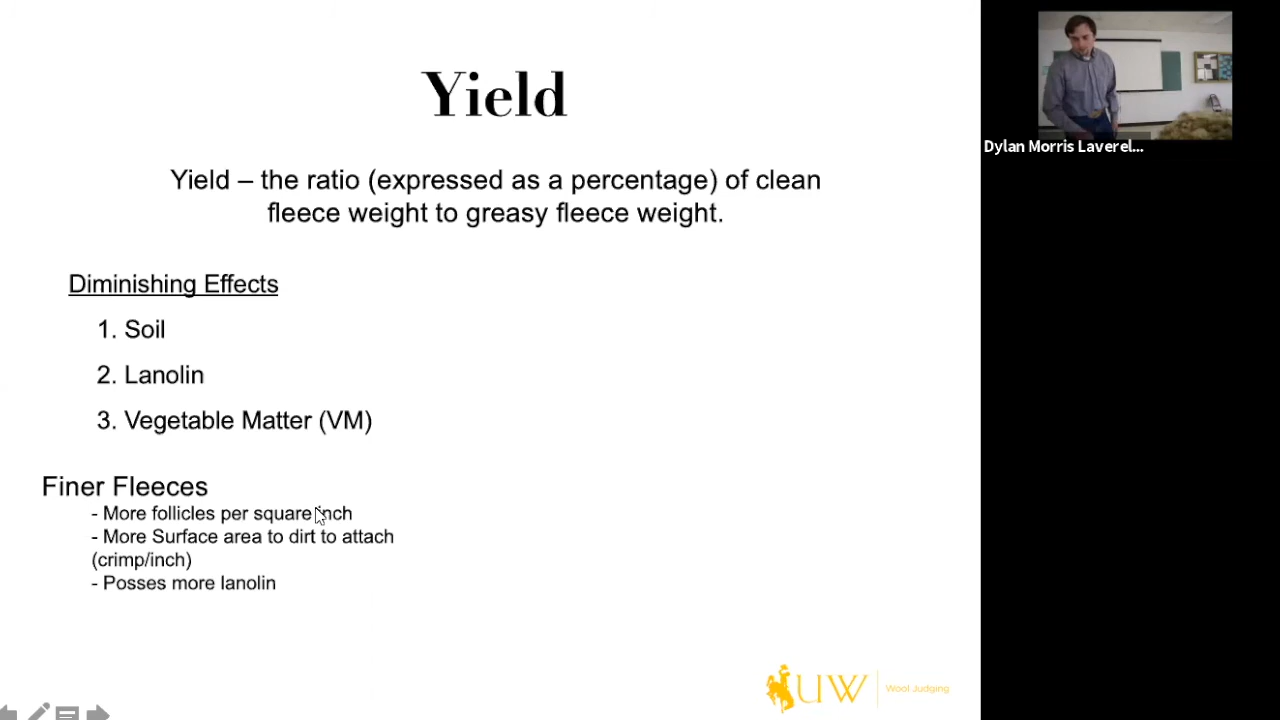 Yield
Yield – the ratio (expressed as a percentage) of clean
fleece weight to greasy fleece weight.
Diminishing Effects
1. Soil
2. Lanolin
3. Vegetable Matter (VM)
Finer Fleeces
- More follicles per square inch
- More Surface area to dirt to attach
(crimp/inch)
- Posses more lanolin
UW Wool Judging
Dylan Morris Laverel...